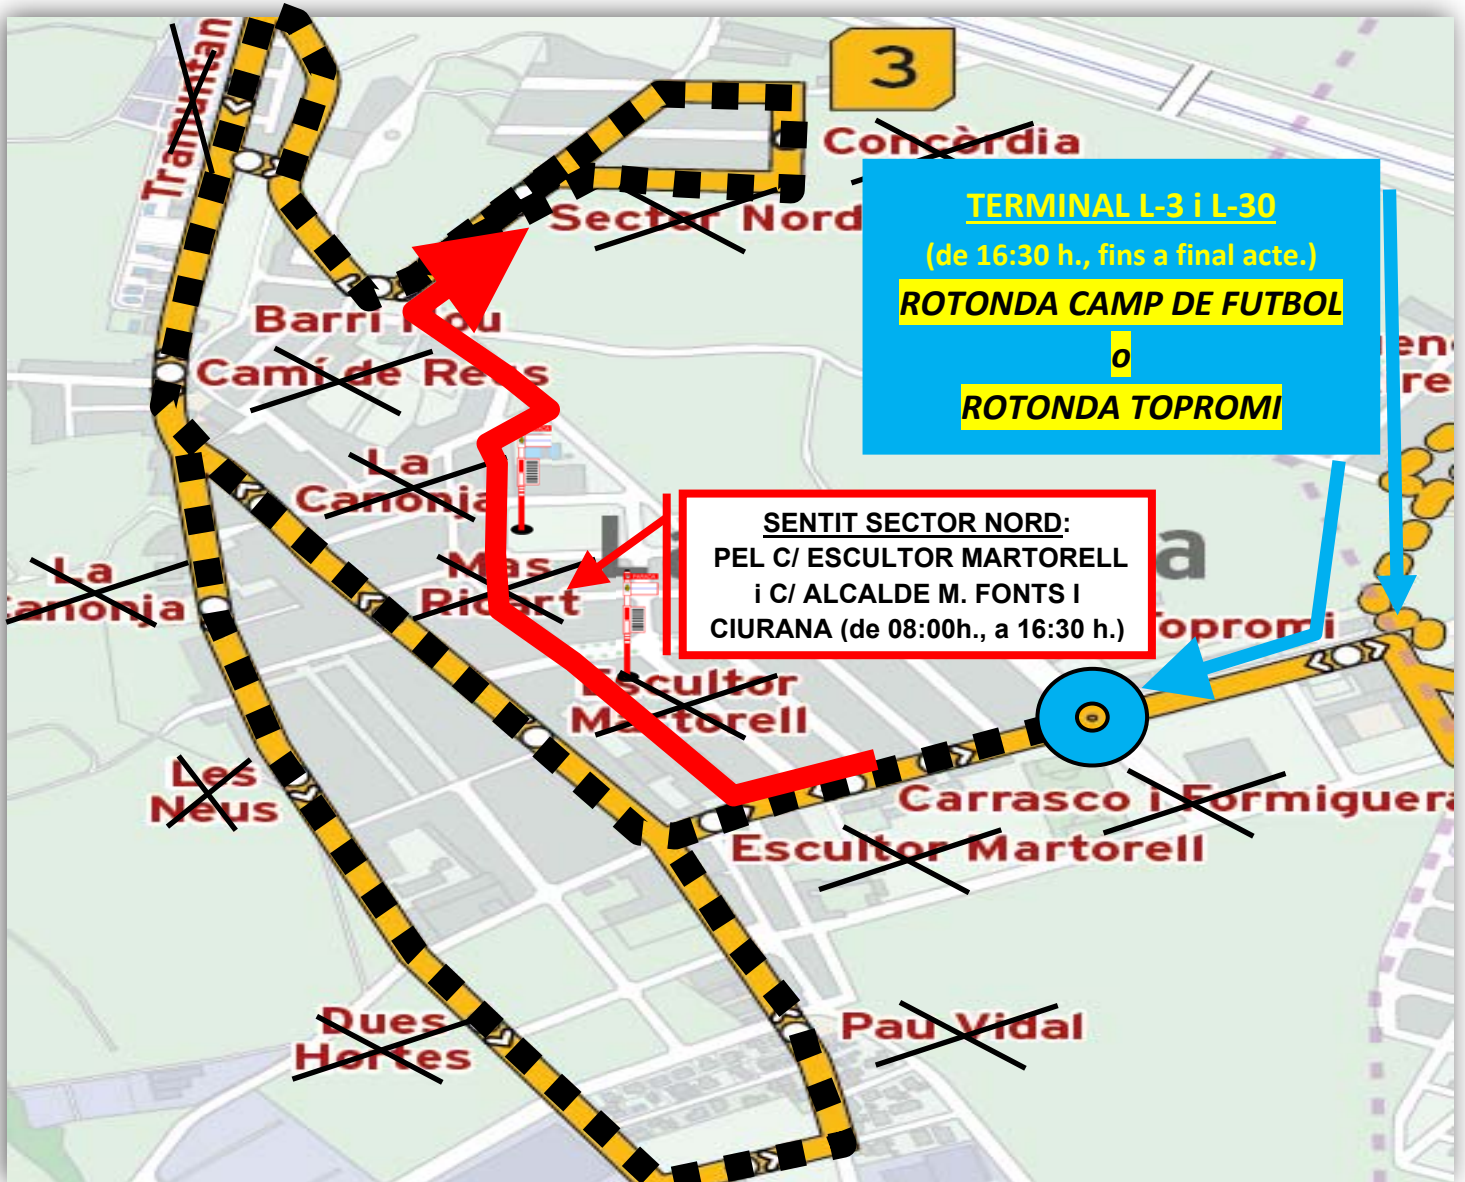 Tramuntan
3
Concòrdia
Sector Nord
TERMINAL L-3 i L-30
(de 16:30 h., fins a final acte.)
ROTONDA CAMP DE FUTBOL
o
ROTONDA TOPROMI
Barri Nou
Camí de Reus
La
Canonja
La
Canonja
Mas
Ricart
SENTIT SECTOR NORD:
PEL C/ ESCULTOR MARTORELL
i C/ ALCALDE M. FONTS I
CIURANA (de 08:00h., a 16:30 h.)
Topromi
Escultor
Martorell
Les
Neus
Carrasco i Formiguera
Escultor Martorell
Dues
Hortes
Pau Vidal